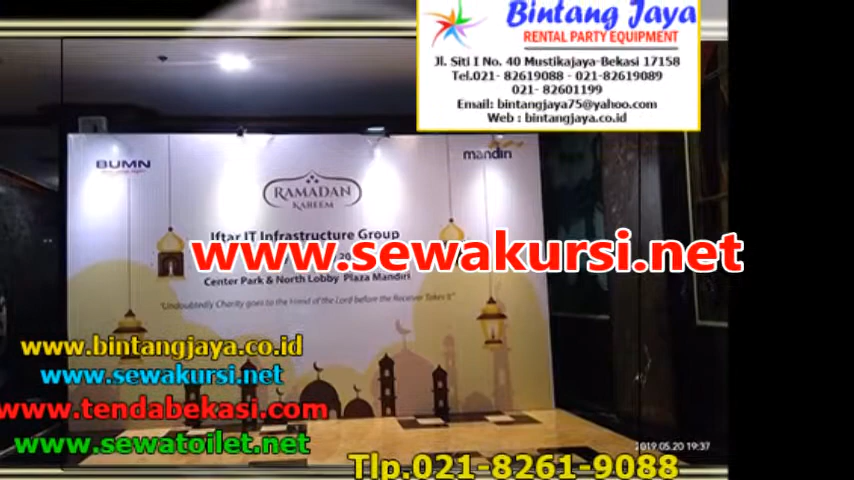 Bintang Jaya
RENTAL PARTY EQUIPMENT
Jl. Siti I No. 40 Mustikajaya-Bekasi 17158
Tel.021- 82619088 - 021-82619089
021- 82601199
Email: bintangjaya75@yahoo.com
Web : bintangjaya.co.id
BUMN
mandiri
RAMADAN
KAREEM
Iftar IT Infrastructure Group
www.sewakursi.net
Center Park & North Lobby Plaza Mandiri
"Undoubtedly Charity goes to the Hand of the Lord before the Receiver Takes it"
www.bintangjaya.co.id
www.sewakursi.net
www.tendabekasi.com
www.sewatoilet.net
2019.05.20 19:37
Tlp.021-8261-9088